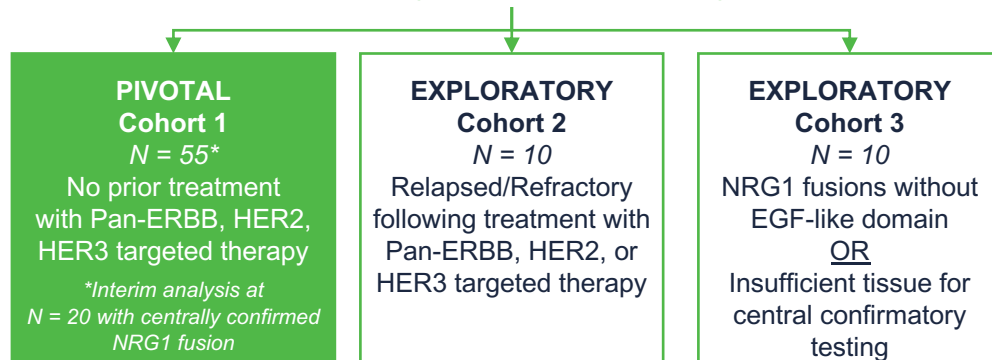 PIVOTAL
Cohort 1
N = 55*
No prior treatment
with Pan-ERBB, HER2,
HER3 targeted therapy
*Interim analysis at
N = 20 with centrally confirmed
NRG1 fusion
EXPLORATORY
Cohort 2
N = 10
Relapsed/Refractory
following treatment with
Pan-ERBB, HER2, or
HER3 targeted therapy
EXPLORATORY
Cohort 3
N = 10
NRG1 fusions without
EGF-like domain
OR
Insufficient tissue for
central confirmatory
testing